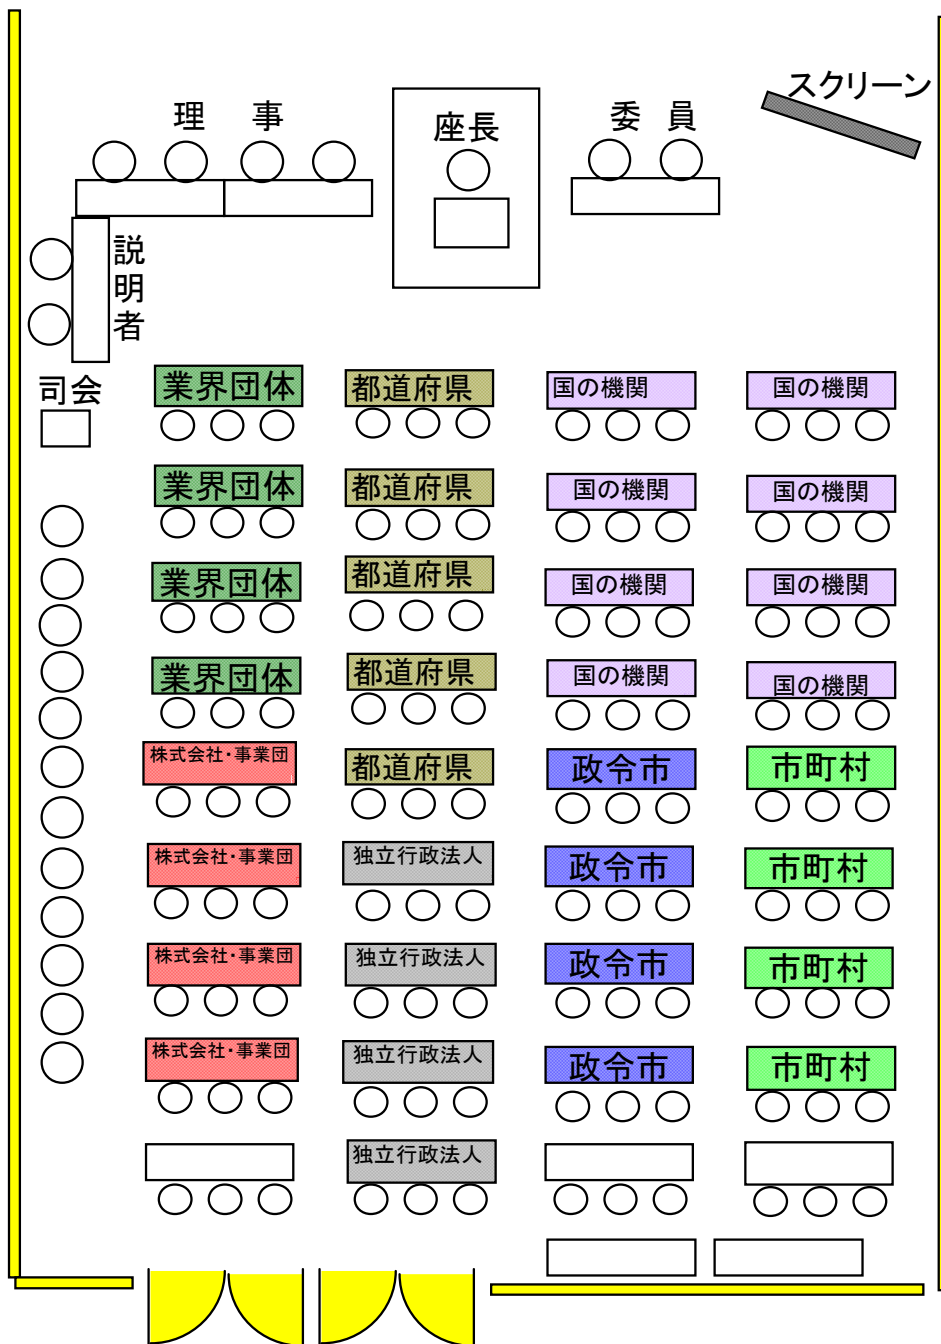 スクリーン
理 事
座長
委 員
説明者
司会
業界団体
都道府県
国の機関
国の機関
業界団体
都道府県
国の機関
国の機関
業界団体
都道府県
国の機関
国の機関
業界団体
都道府県
国の機関
国の機関
株式会社・事業団
都道府県
政令市
市町村
株式会社・事業団
独立行政法人
政令市
市町村
株式会社・事業団
独立行政法人
政令市
市町村
株式会社・事業団
独立行政法人
政令市
市町村
独立行政法人